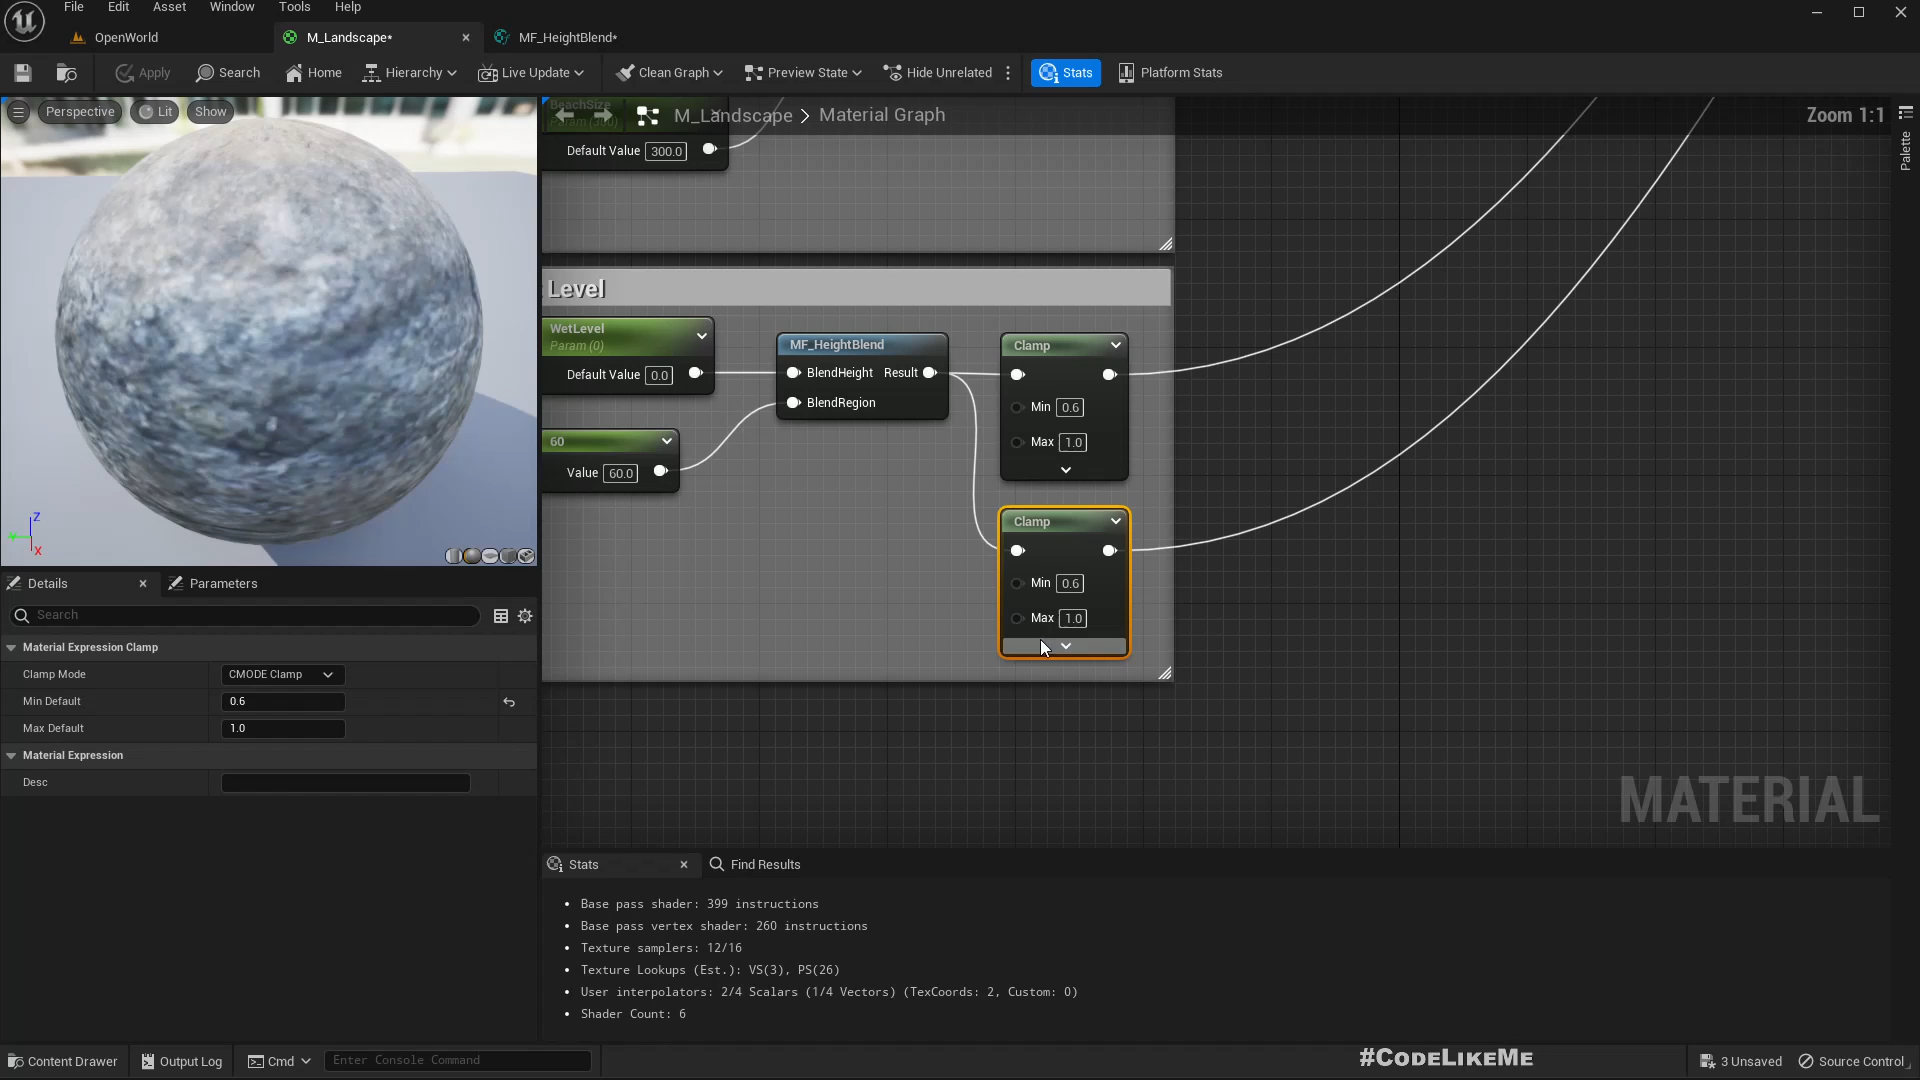 File Edit Asset Window Tools Help
OpenWorld M_Landscape* MF_HeightBlend*
Apply Search Home Hierarchy Live Update Clean Graph Preview State Hide Unrelated Stats Platform Stats
Perspective Lit Show
BeachSize
Param (300)
M_Landscape > Material Graph
Zoom 1:1
Palette
Default Value 300.0
Level
WetLevel
Param (0)
Default Value 0.0
MF_HeightBlend
BlendHeight Result
BlendRegion
60
Value 60.0
Clamp
Min 0.6
Max 1.0
Clamp
Min 0.6
Max 1.0
MATERIAL
Z
X
Details Parameters
Search
Material Expression Clamp
Clamp Mode CMODE Clamp
Min Default 0.6
Max Default 1.0
Material Expression
Desc
Stats Find Results
• Base pass shader: 399 instructions
• Base pass vertex shader: 260 instructions
• Texture samplers: 12/16
• Texture Lookups (Est.): VS(3), PS(26)
• User interpolators: 2/4 Scalars (1/4 Vectors) (TexCoords: 2, Custom: 0)
• Shader Count: 6
Content Drawer Output Log Cmd Enter Console Command #CodeLikeMe 3 Unsaved Source Control